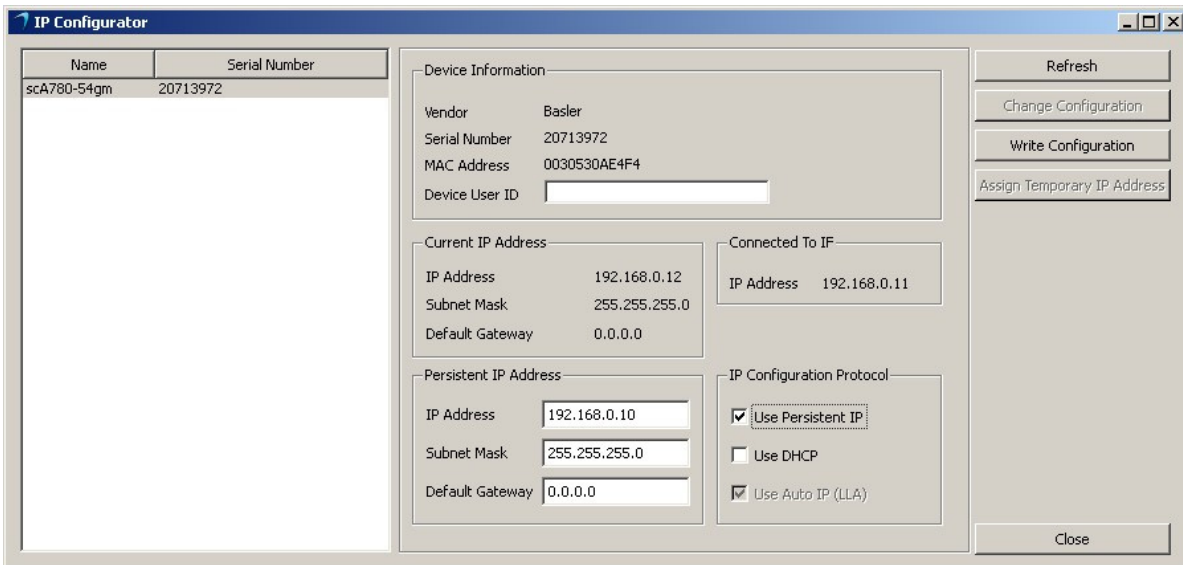 IP Configurator
Name Serial Number
scA780-54gm 20713972
Device Information
Vendor Basler
Serial Number 20713972
MAC Address 0030530AE4F4
Device User ID
Current IP Address
IP Address 192.168.0.12
Subnet Mask 255.255.255.0
Default Gateway 0.0.0.0
Connected To IF
IP Address 192.168.0.11
Persistent IP Address
IP Address 192.168.0.10
Subnet Mask 255.255.255.0
Default Gateway 0.0.0.0
IP Configuration Protocol
Use Persistent IP
Use DHCP
Use Auto IP (LLA)
Refresh
Change Configuration
Write Configuration
Assign Temporary IP Address
Close